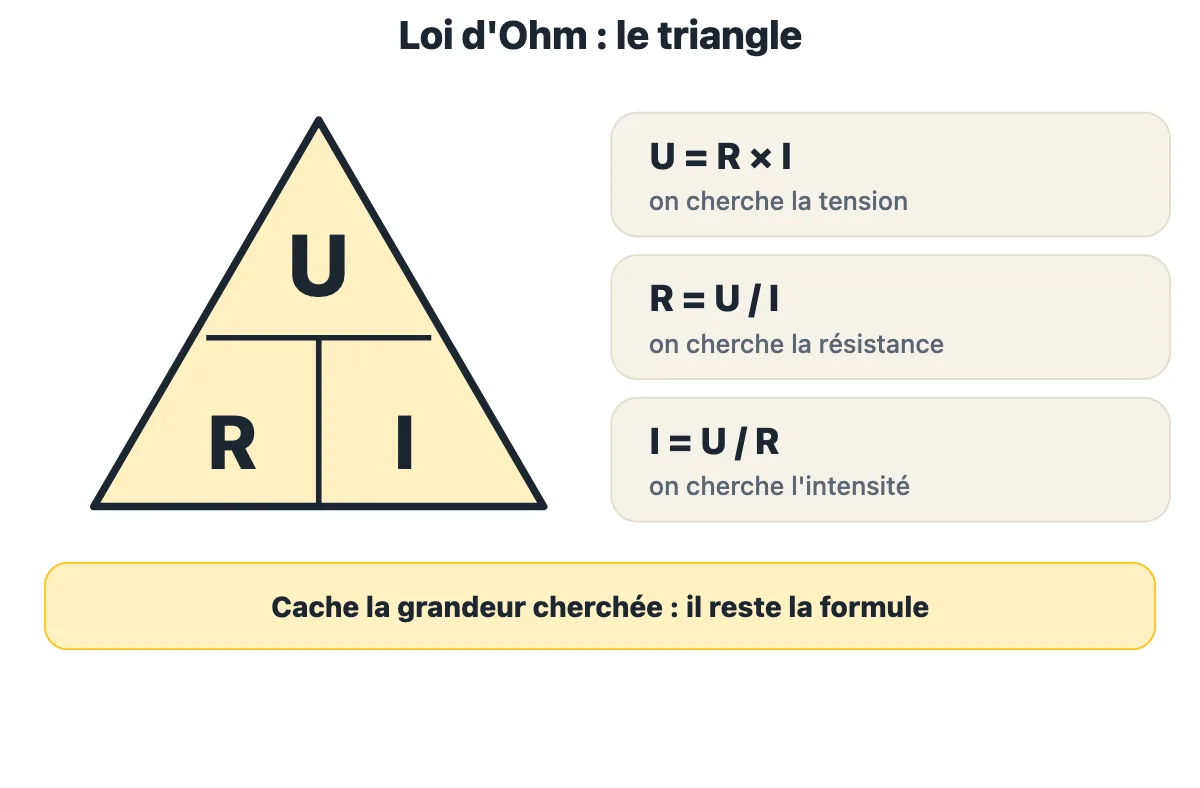 Loi d'Ohm : le triangle
U
R I
U = R × I
on cherche la tension
R = U / I
on cherche la résistance
I = U / R
on cherche l'intensité
Cache la grandeur cherchée : il reste la formule